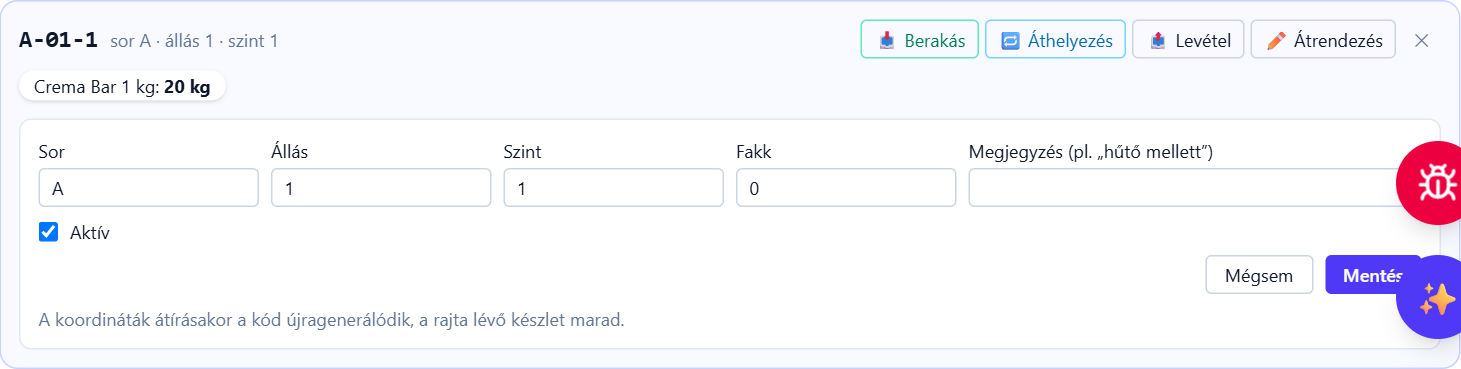 A-01-1 sor A · állás 1 · szint 1 Berakás Áthelyezés Levétel Átrendezés ×
Crema Bar 1 kg: 20 kg
Sor Állás Szint Fakk Megjegyzés (pl. „hűtő mellett”)
A 1 1 0
Aktív
Mégsem Mentés
A koordináták átírásakor a kód újragenerálódik, a rajta lévő készlet marad.